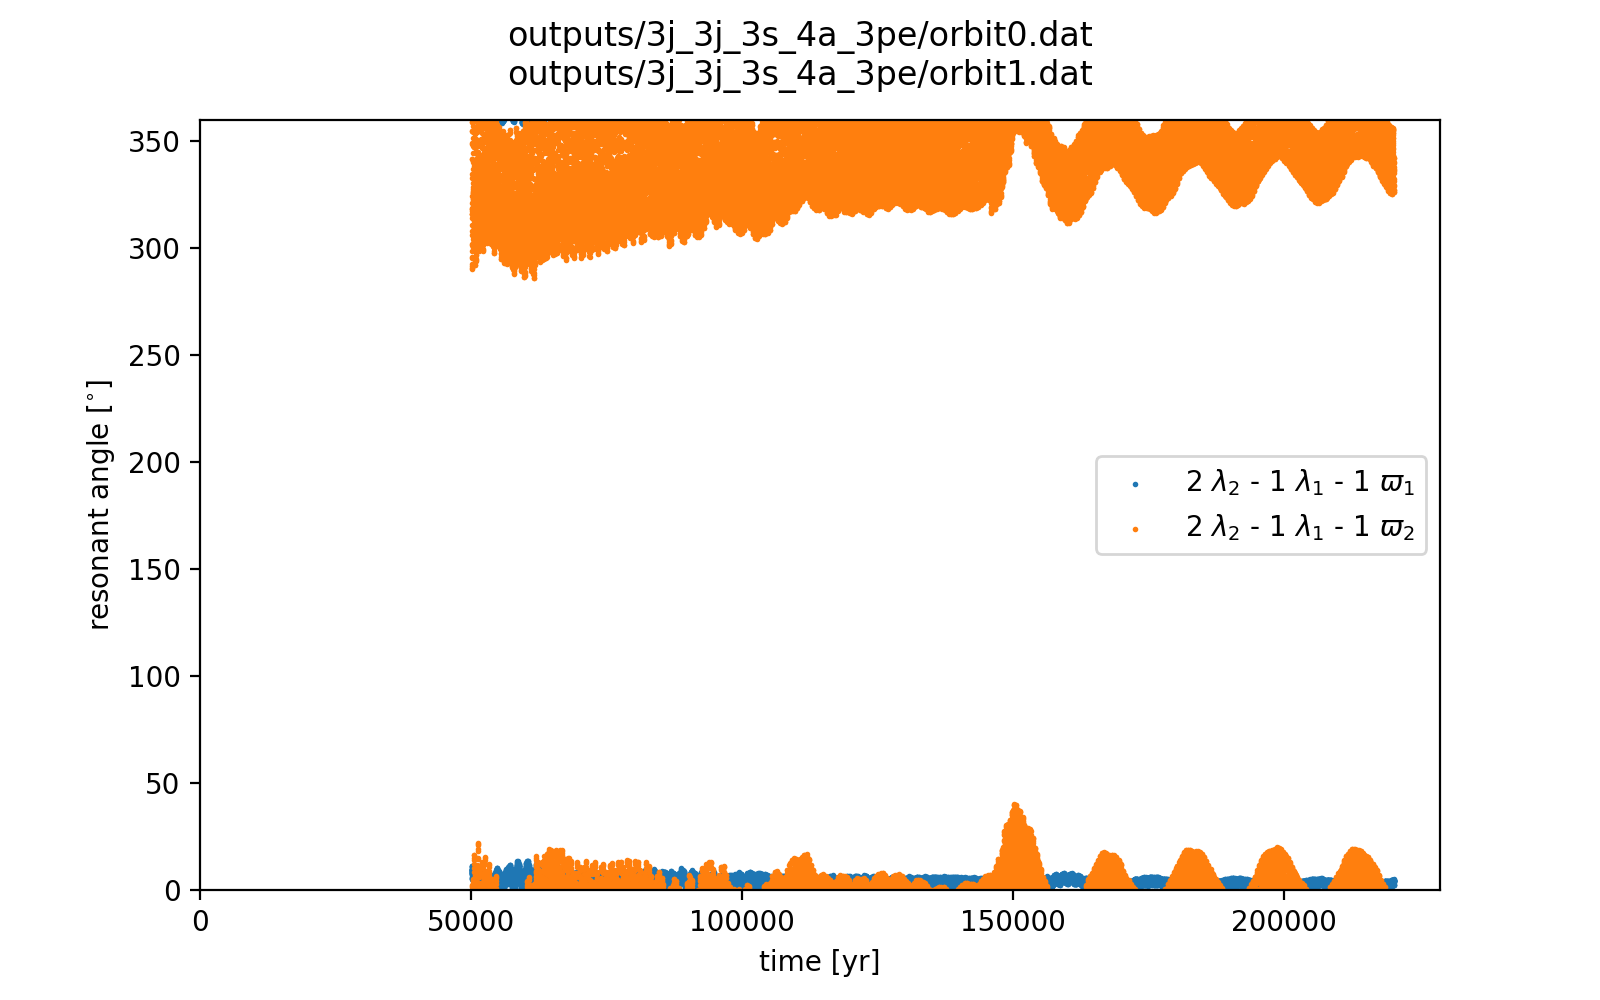 outputs/3j_3j_3s_4a_3pe/orbit0.dat
outputs/3j_3j_3s_4a_3pe/orbit1.dat
350
300
250
200
150
100
50
0
resonant angle [°]
2 λ₂ - 1 λ₁ - 1 ϖ₁
2 λ₂ - 1 λ₁ - 1 ϖ₂
0
50000
100000
150000
200000
time [yr]